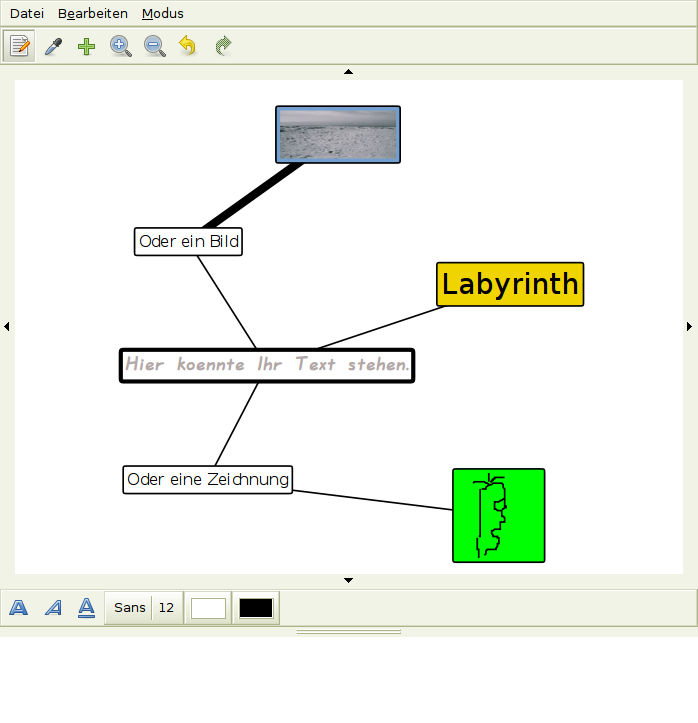 Datei Bearbeiten Modus
Oder ein Bild
Labyrinth
Hier koennte Ihr Text stehen.
Oder eine Zeichnung
A A A Sans 12